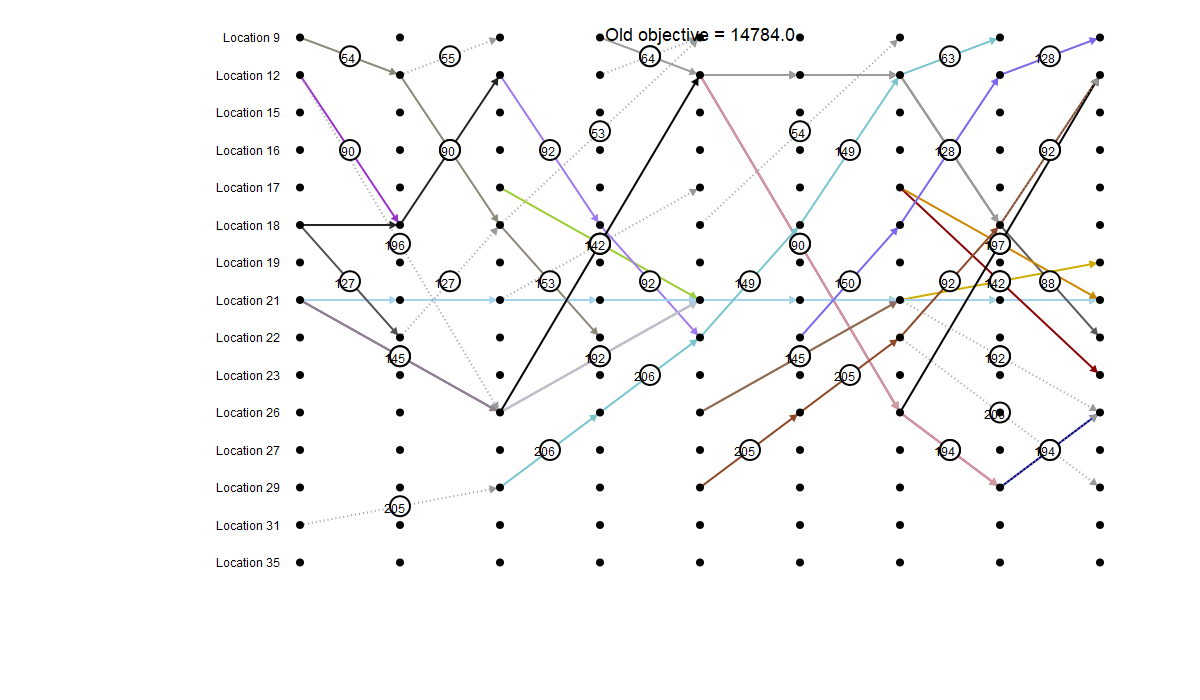 Old objective = 14784.0
Location 9
54
55
64
63
128
Location 12
Location 15
53
54
Location 16
90
90
92
149
128
92
Location 17
Location 18
196
142
90
197
Location 19
127
127
153
92
149
150
92
142
88
Location 21
Location 22
145
192
145
192
Location 23
206
205
Location 26
Location 27
206
205
194
194
Location 29
205
Location 31
Location 35